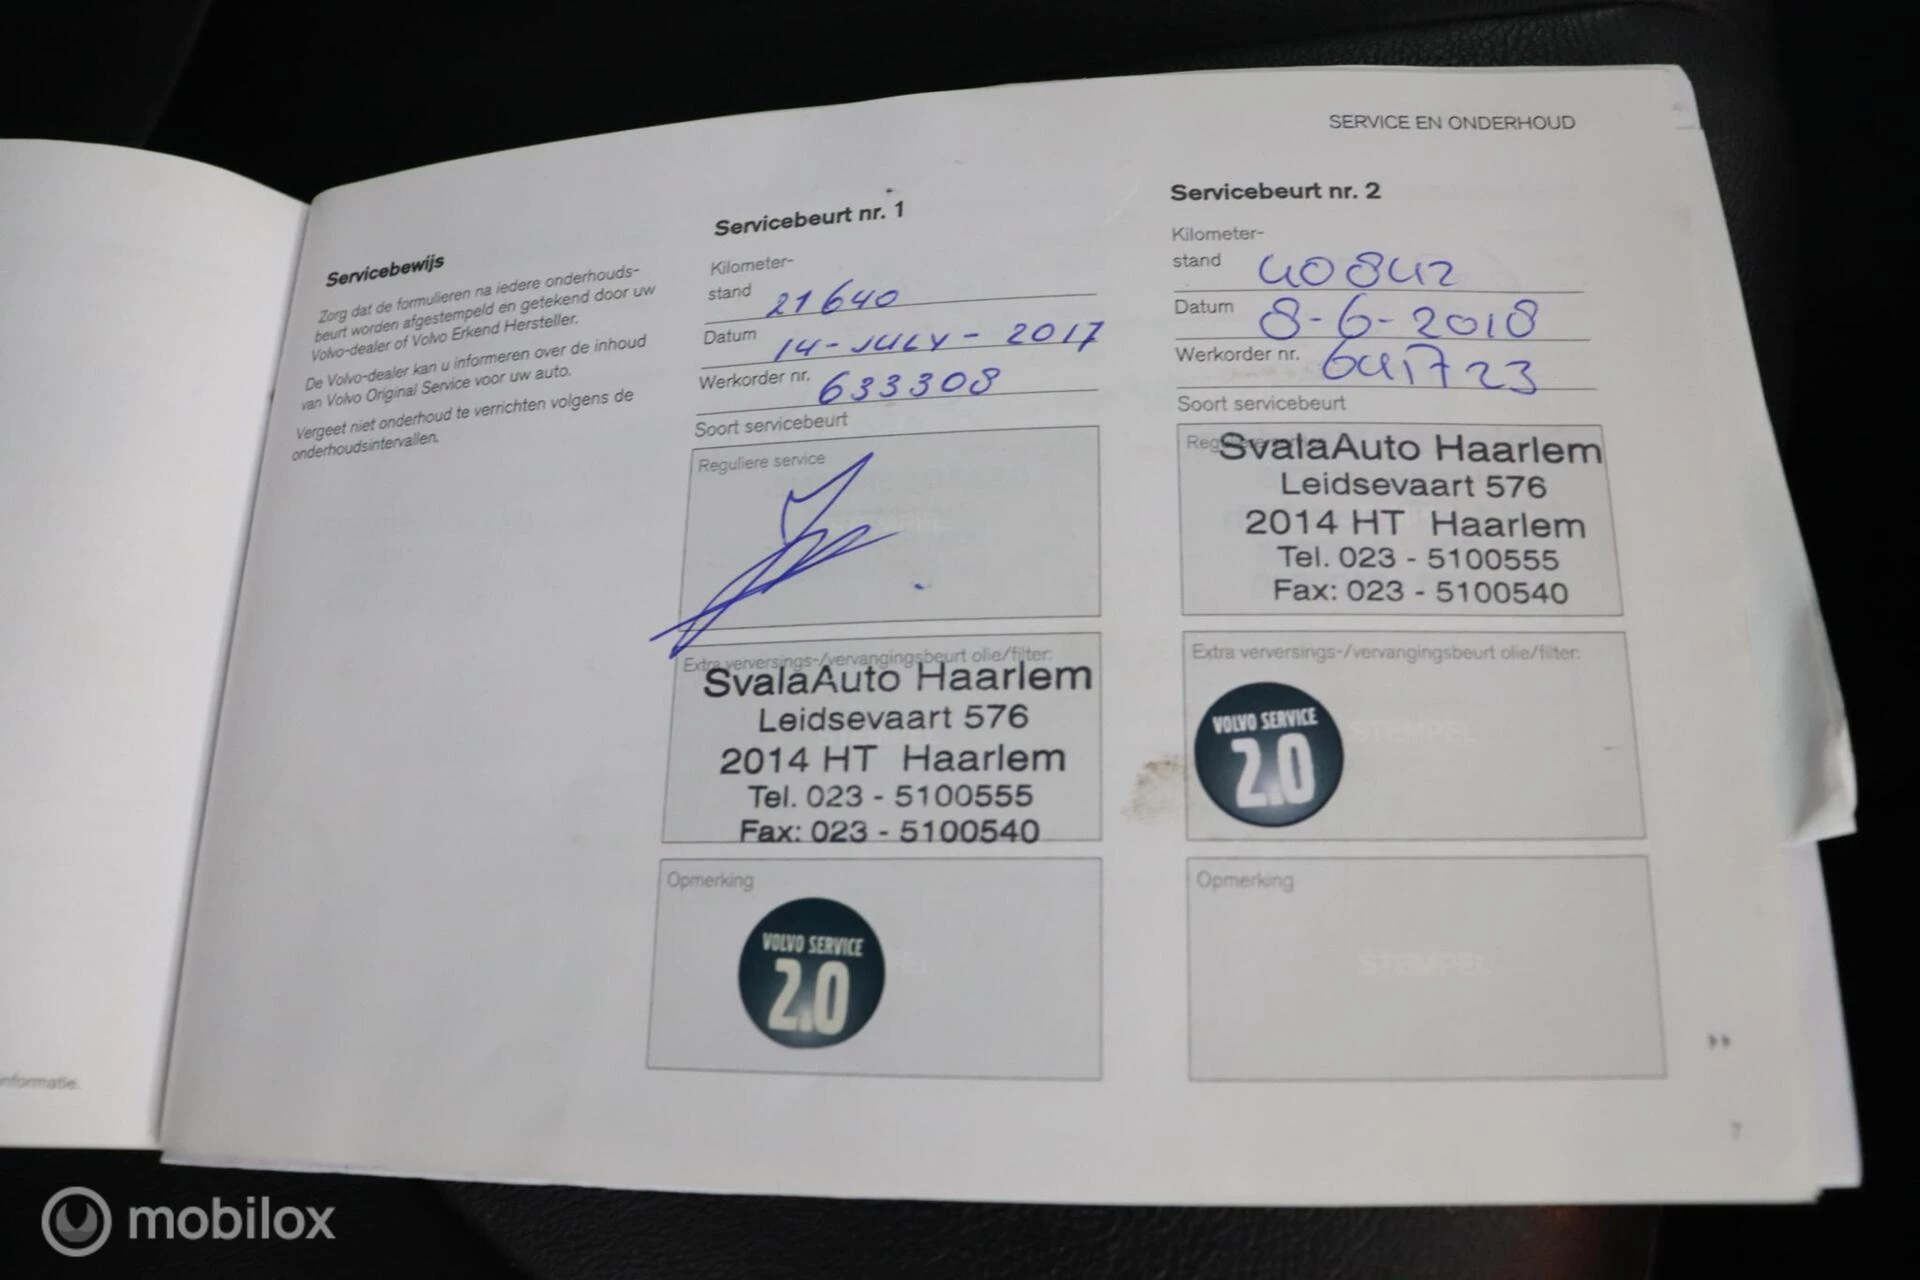 SERVICE EN ONDERHOUD
Servicebewijs
Zorg dat de formulieren na iedere onderhouds-
beurt worden afgestempeld en getekend door uw
Volvo-dealer of Volvo Erkend Hersteller.
De Volvo-dealer kan u informeren over de inhoud
van Volvo Original Service voor uw auto.
Vergeet niet onderhoud te verrichten volgens de
onderhoudsintervallen.
Servicebeurt nr. 1
Kilometer-
stand 21640
Datum 14-JULY-2017
Werkorder nr. 633308
Soort servicebeurt
Reguliere service
Extra verversings-/vervangingsbeurt olie/filter:
SvalaAuto Haarlem
Leidsevaart 576
2014 HT Haarlem
Tel. 023 - 5100555
Fax: 023 - 5100540
Opmerking
VOLVO SERVICE
2.0
Servicebeurt nr. 2
Kilometer-
stand 40842
Datum 8-6-2018
Werkorder nr. 641723
Soort servicebeurt
SvalaAuto Haarlem
Leidsevaart 576
2014 HT Haarlem
Tel. 023 - 5100555
Fax: 023 - 5100540
Extra verversings-/vervangingsbeurt olie/filter:
STEMPEL
VOLVO SERVICE
2.0
Opmerking
STEMPEL
7
informatie.
mobilox